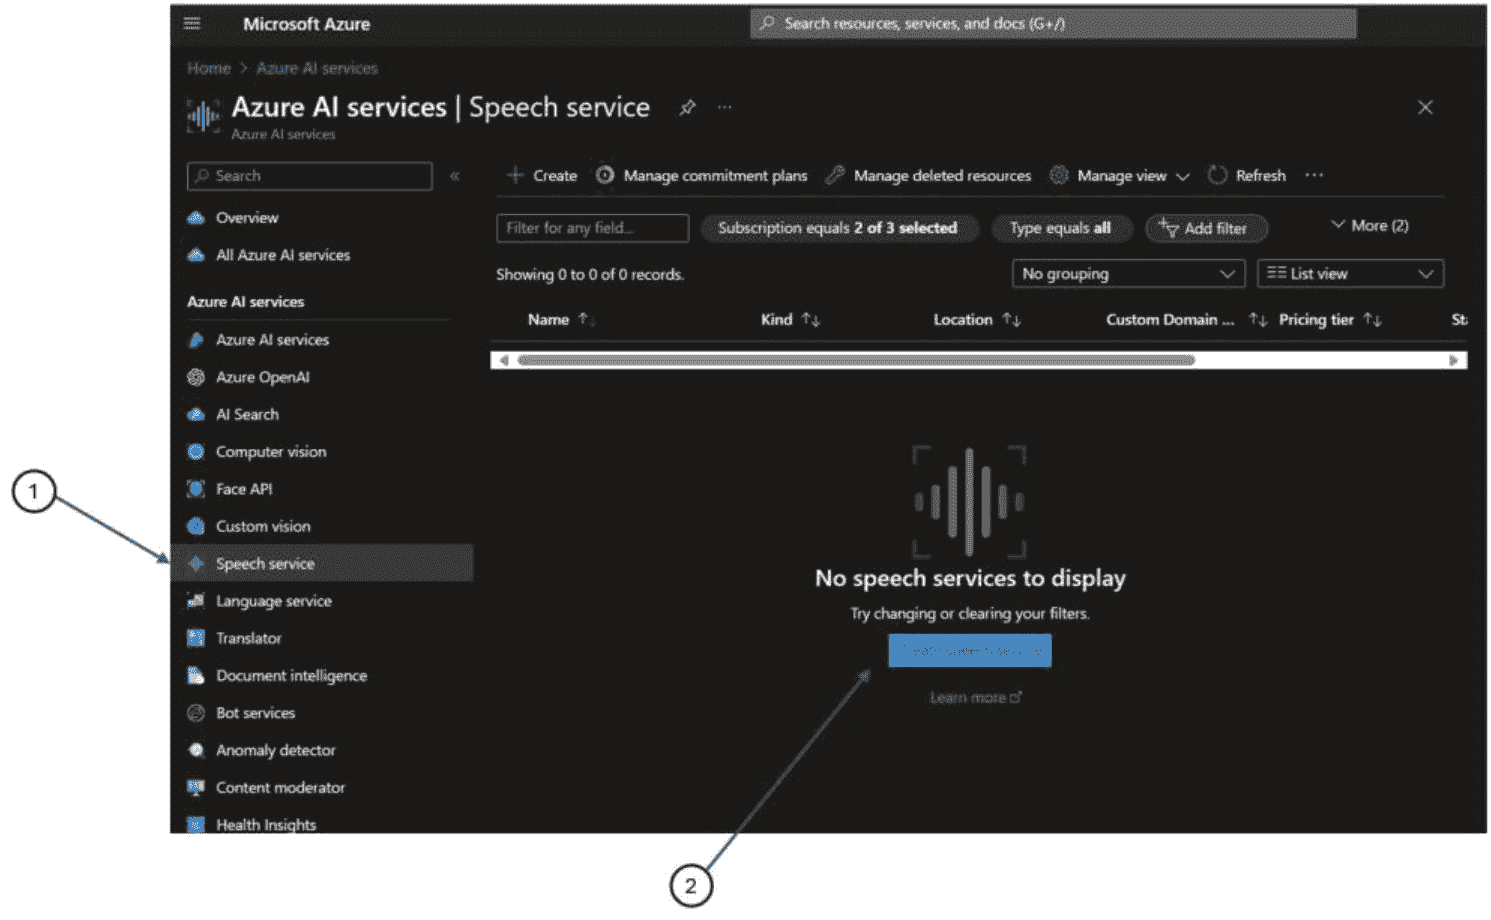 Microsoft Azure
Search resources, services, and docs (G+/)
Home > Azure AI services
Azure AI services | Speech service
Azure AI services
Search
Create
Manage commitment plans
Manage deleted resources
Manage view
Refresh
Overview
All Azure AI services
Azure AI services
Azure AI services
Azure OpenAI
AI Search
Computer vision
Face API
Custom vision
Speech service
Language service
Translator
Document intelligence
Bot services
Anomaly detector
Content moderator
Health Insights
Filter for any field...
Subscription equals 2 of 3 selected
Type equals all
Add filter
More (2)
Showing 0 to 0 of 0 records.
No grouping
List view
Name
Kind
Location
Custom Domain ...
Pricing tier
St
No speech services to display
Try changing or clearing your filters.
Learn more
1
2